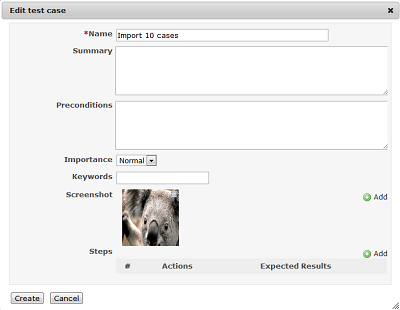 Edit test case
*Name Import 10 cases
Summary
Preconditions
Importance Normal
Keywords
Screenshot Add
Steps Add
# Actions Expected Results
Create Cancel